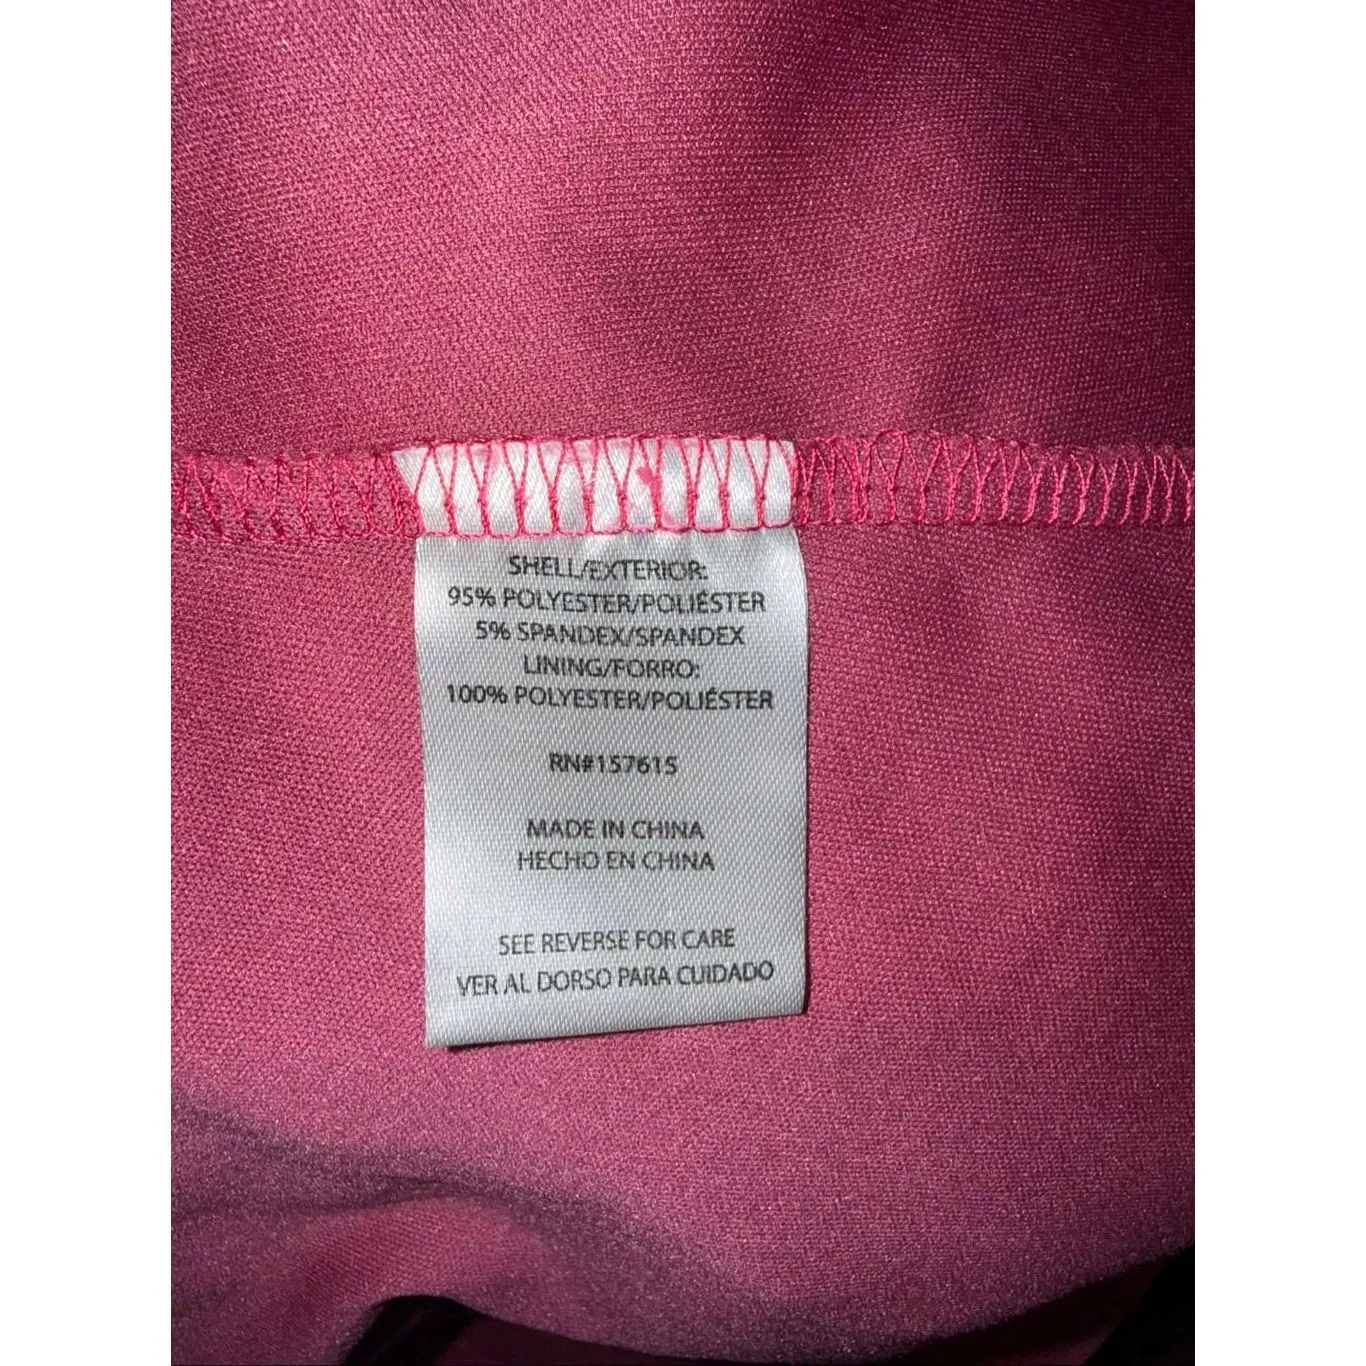 SHELL/EXTERIOR:
95% POLYESTER/POLIÉSTER
5% SPANDEX/SPANDEX
LINING/FORRO:
100% POLYESTER/POLIÉSTER
RN#157615
MADE IN CHINA
HECHO EN CHINA
SEE REVERSE FOR CARE
VER AL DORSO PARA CUIDADO